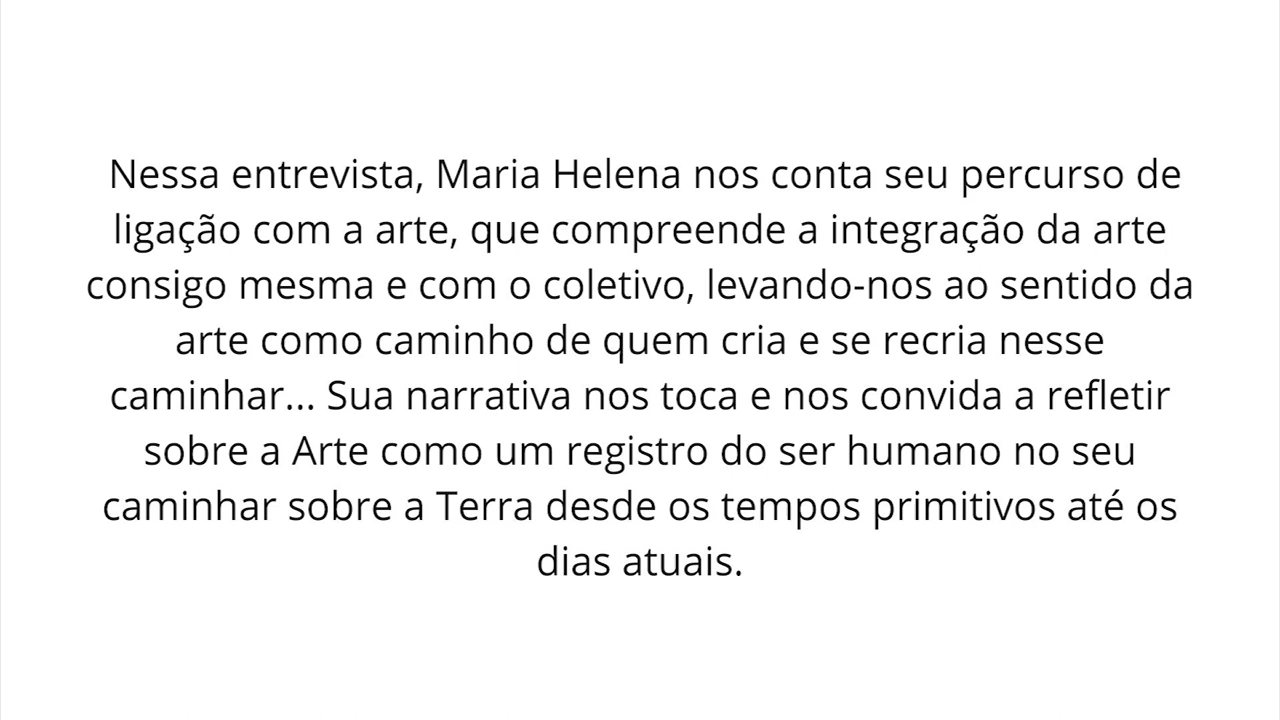 Nessa entrevista, Maria Helena nos conta seu percurso de
ligação com a arte, que compreende a integração da arte
consigo mesma e com o coletivo, levando-nos ao sentido da
arte como caminho de quem cria e se recria nesse
caminhar... Sua narrativa nos toca e nos convida a refletir
sobre a Arte como um registro do ser humano no seu
caminhar sobre a Terra desde os tempos primitivos até os
dias atuais.